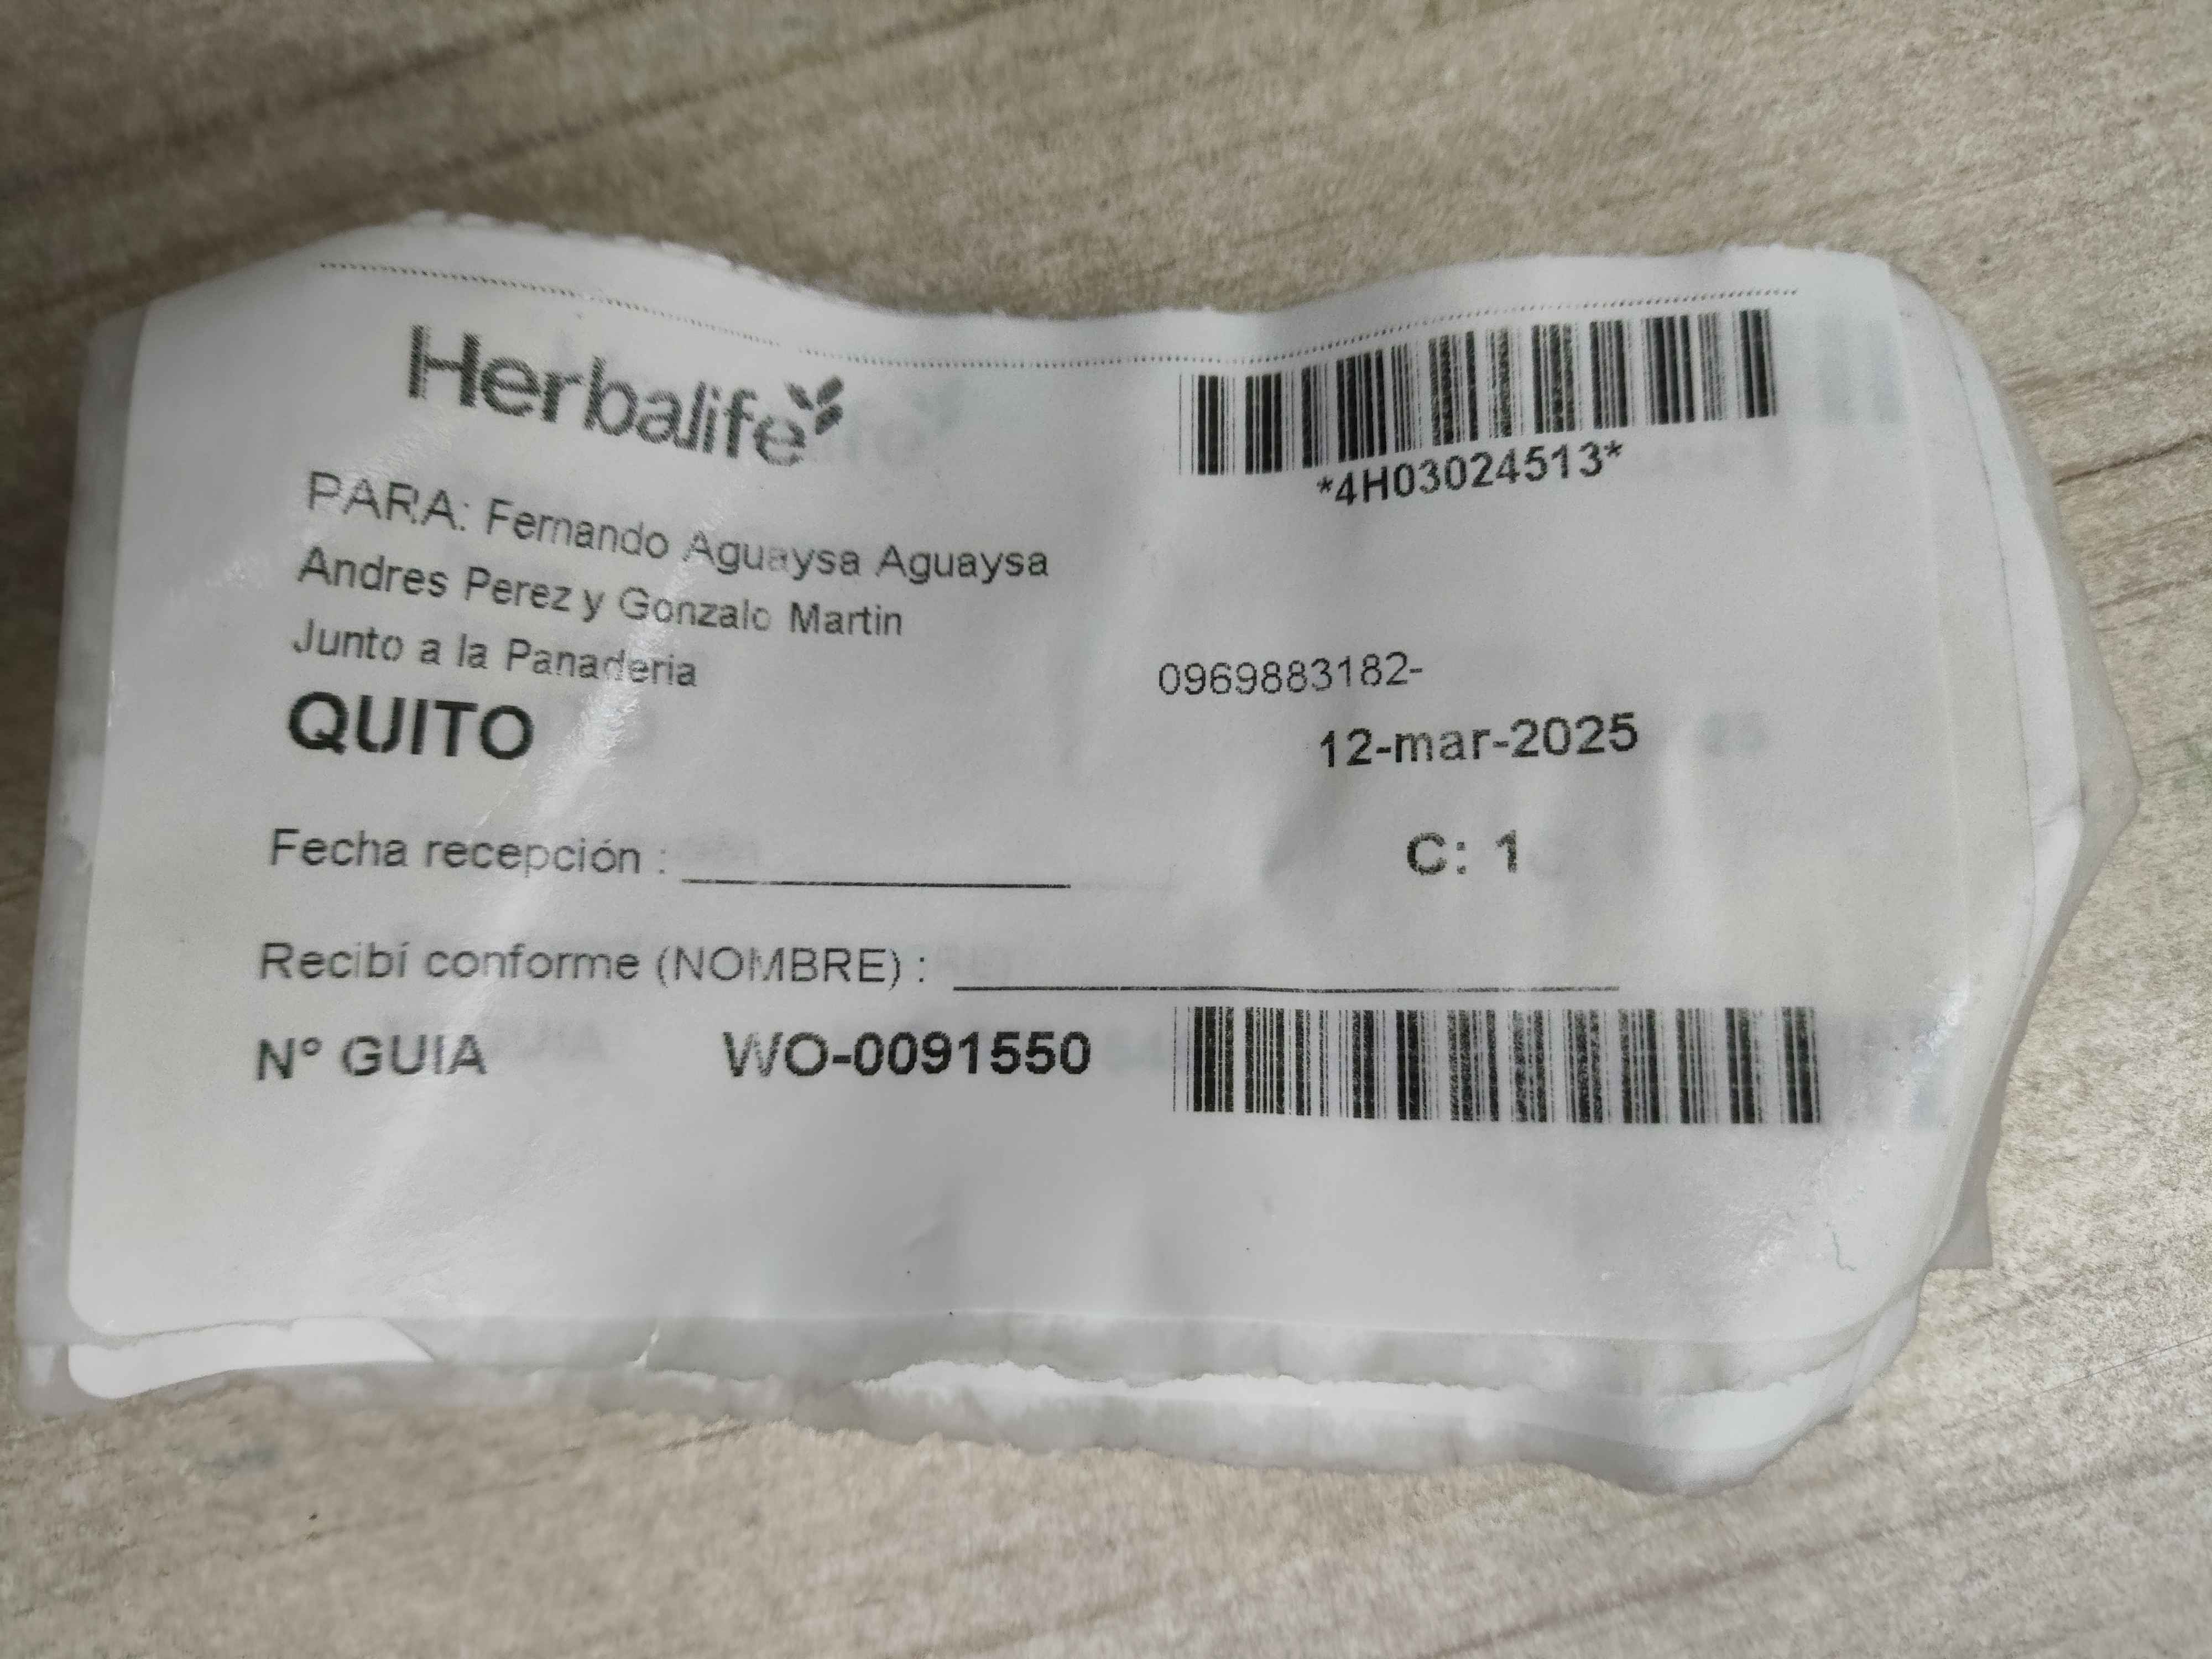 Herbalife
*4H03024513*
PARA: Fernando Aguaysa Aguaysa
Andres Perez y Gonzalo Martin
Junto a la Panaderia
0969883182-
QUITO
12-mar-2025
Fecha recepción :
C: 1
Recibí conforme (NOMBRE) :
N° GUIA WO-0091550